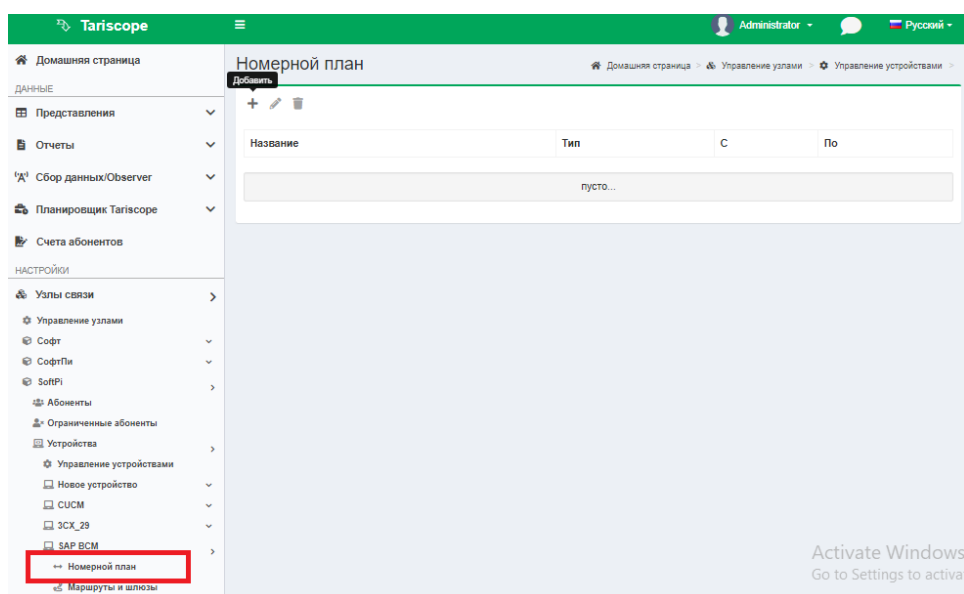 Tariscope
Administrator
Русский
Домашняя страница
ДАННЫЕ
Представления
Отчеты
Сбор данных/Observer
Планировщик Tariscope
Счета абонентов
НАСТРОЙКИ
Узлы связи
Управление узлами
Софт
СофтПи
SoftPi
Абоненты
Ограниченные абоненты
Устройства
Управление устройствами
Новое устройство
CUCM
3CX_29
SAP BCM
Номерной план
Маршруты и шлюзы
Номерной план
Домашняя страница > Управление узлами > Управление устройствами >
Добавить
Название Тип С По
пусто...
Activate Windows
Go to Settings to activa